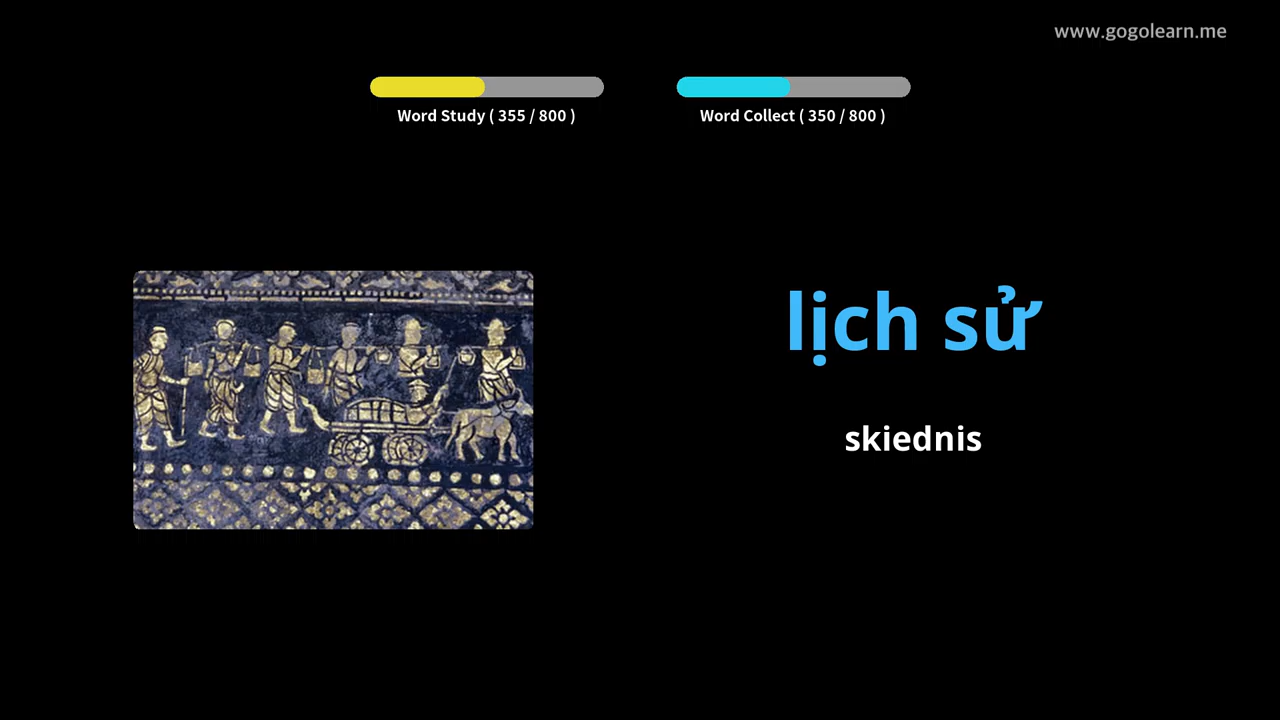 www.gogolearn.me
Word Study ( 355 / 800 )
Word Collect ( 350 / 800 )
lịch sử
skiednis